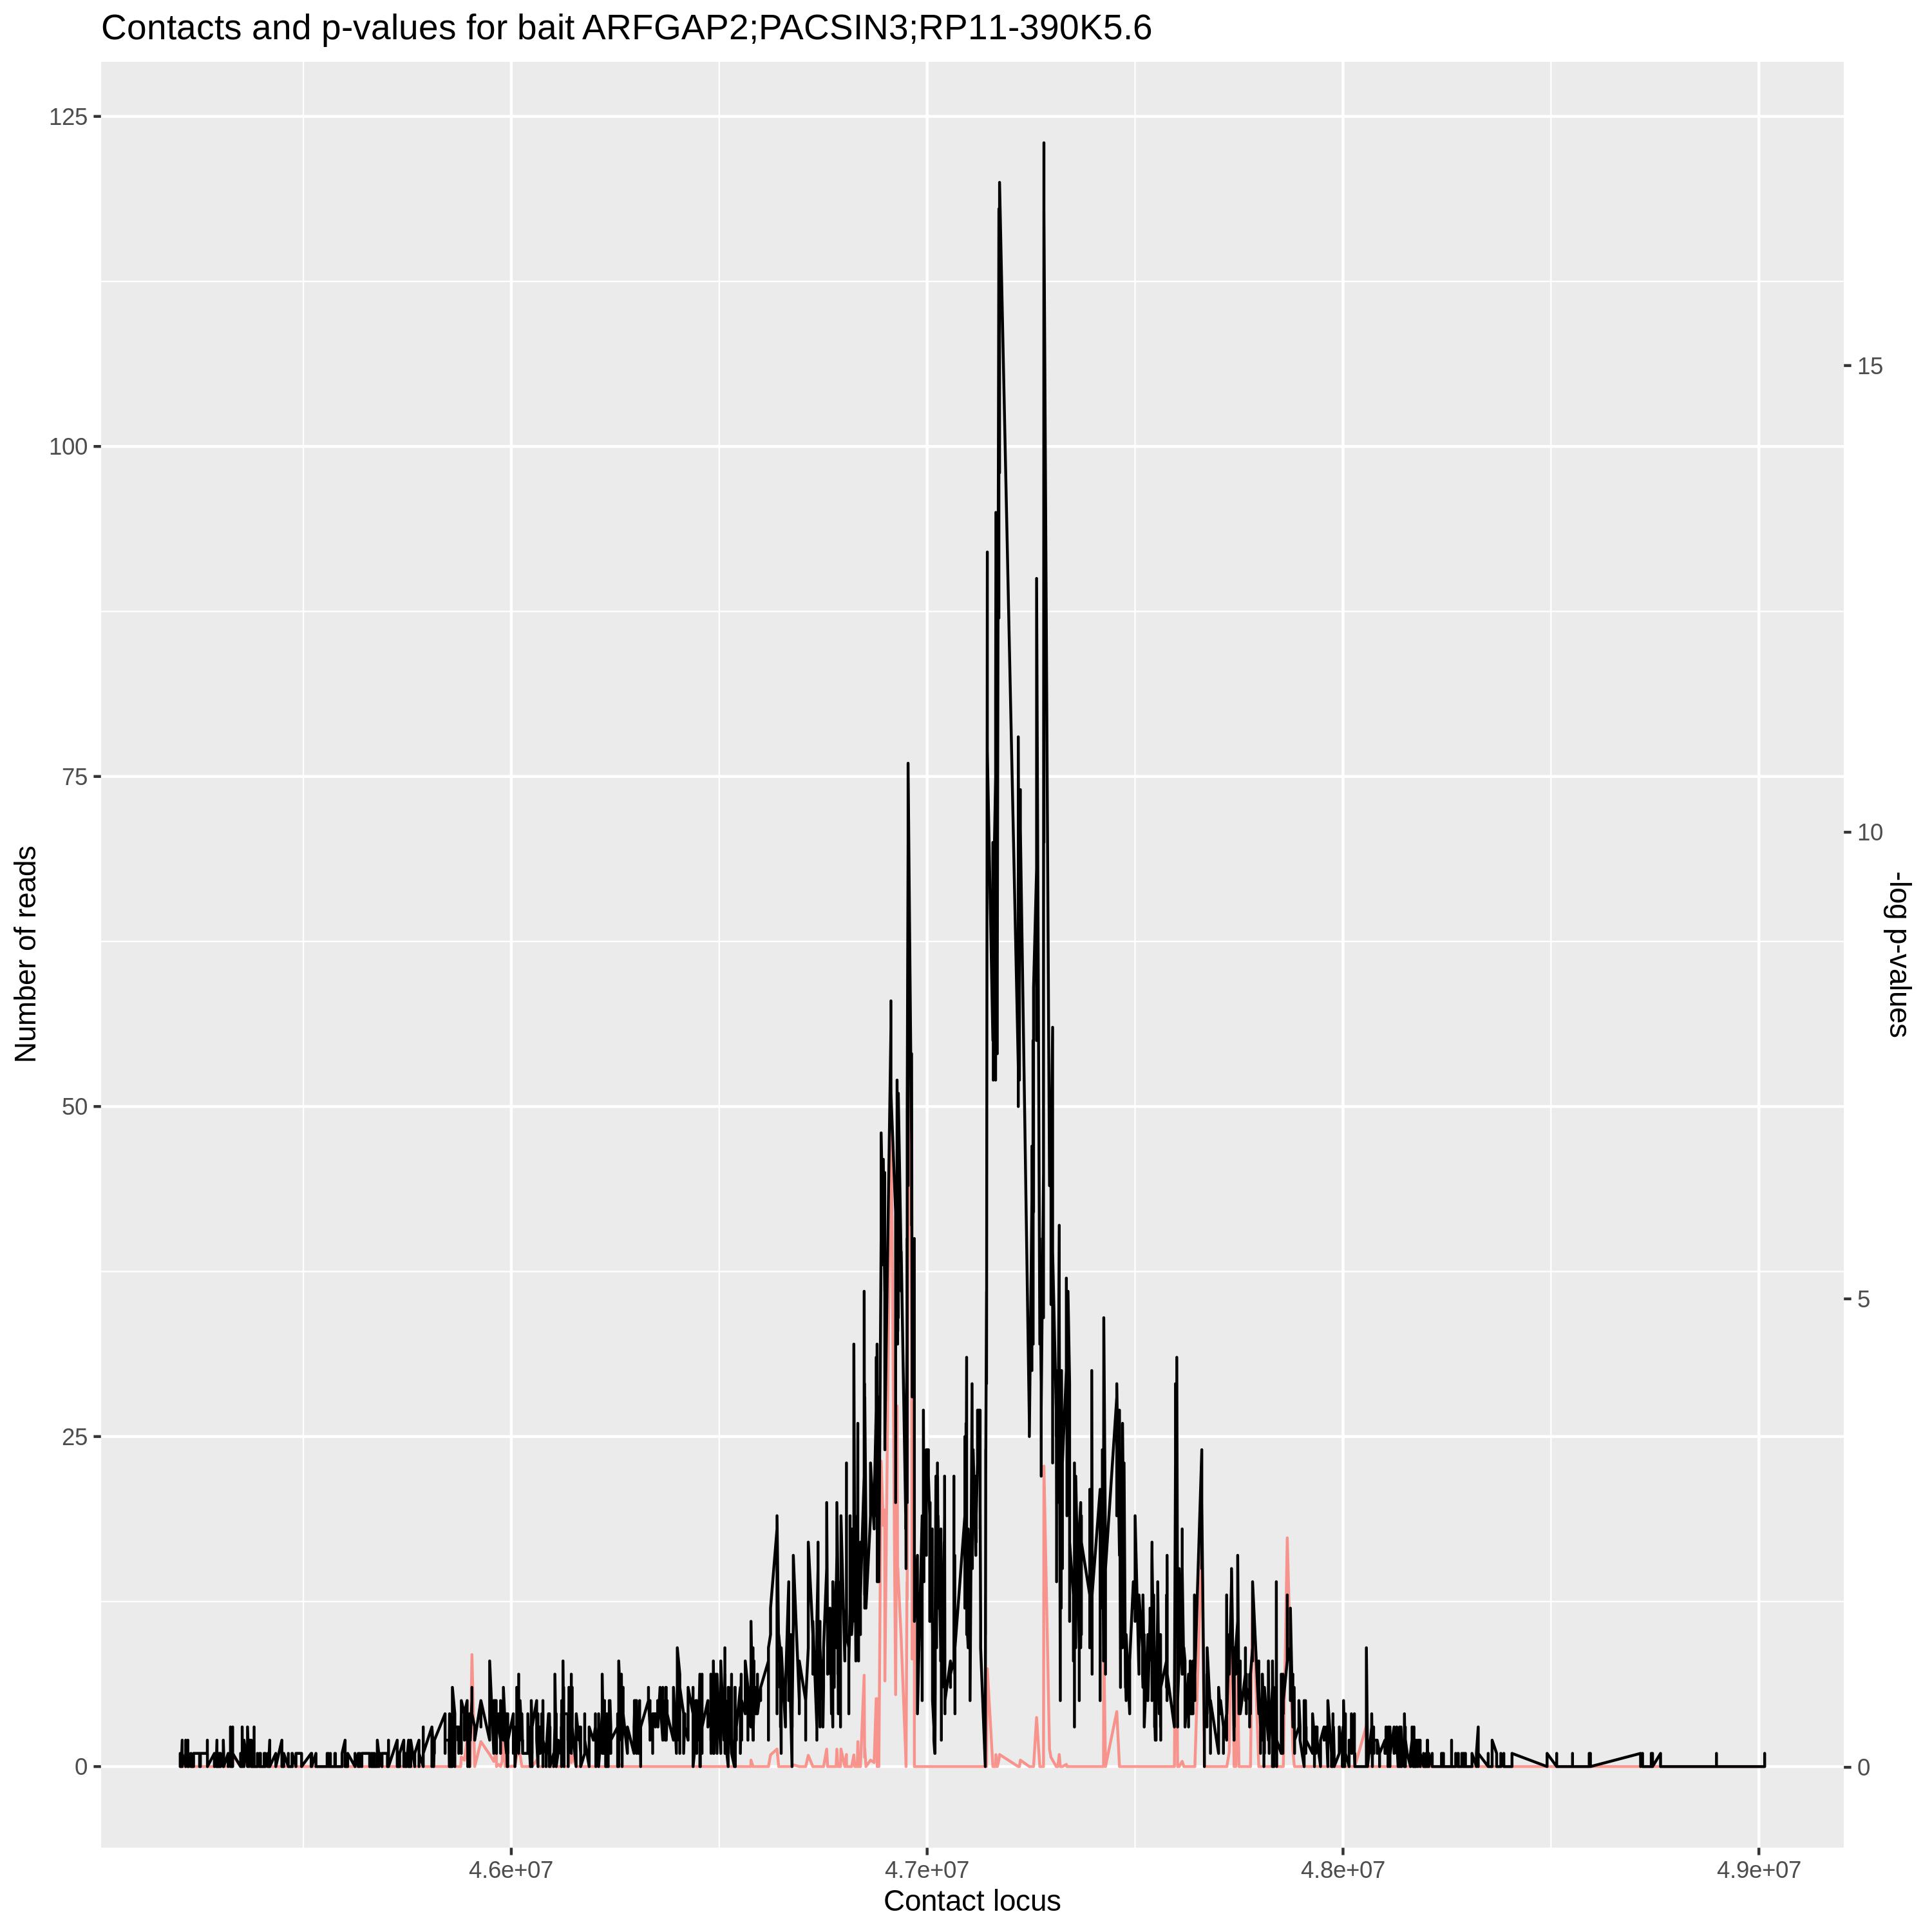 Contacts and p-values for bait ARFGAP2;PACSIN3;RP11-390K5.6
125
100
75
50
25
0
Number of reads
15
10
5
0
-log p-values
4.6e+07 4.7e+07 4.8e+07 4.9e+07
Contact locus